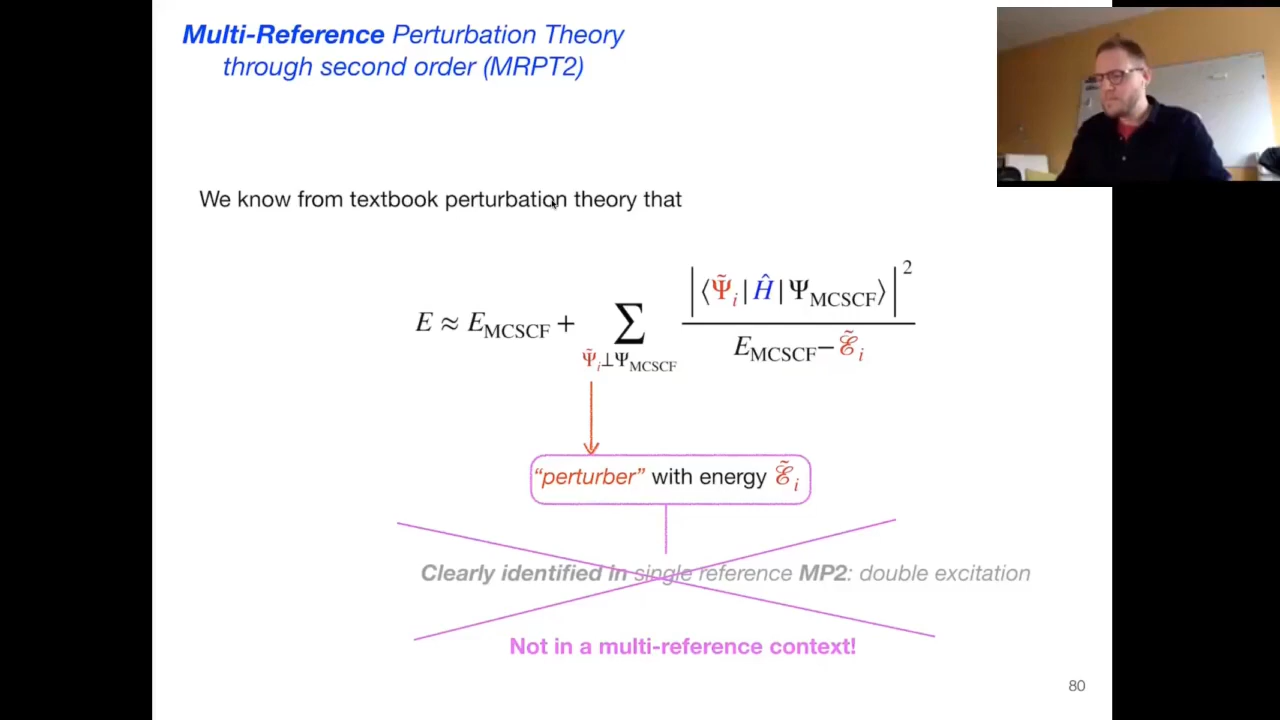 Multi-Reference Perturbation Theory
through second order (MRPT2)
We know from textbook perturbation theory that
E ≈ E_MCSCF + ∑_{Ψ̃_i ⊥ Ψ_MCSCF} |⟨Ψ̃_i|Ĥ|Ψ_MCSCF⟩|² / (E_MCSCF − ℰ̃_i)
“perturber” with energy ℰ̃_i
Clearly identified in single reference MP2: double excitation
Not in a multi-reference context!
80